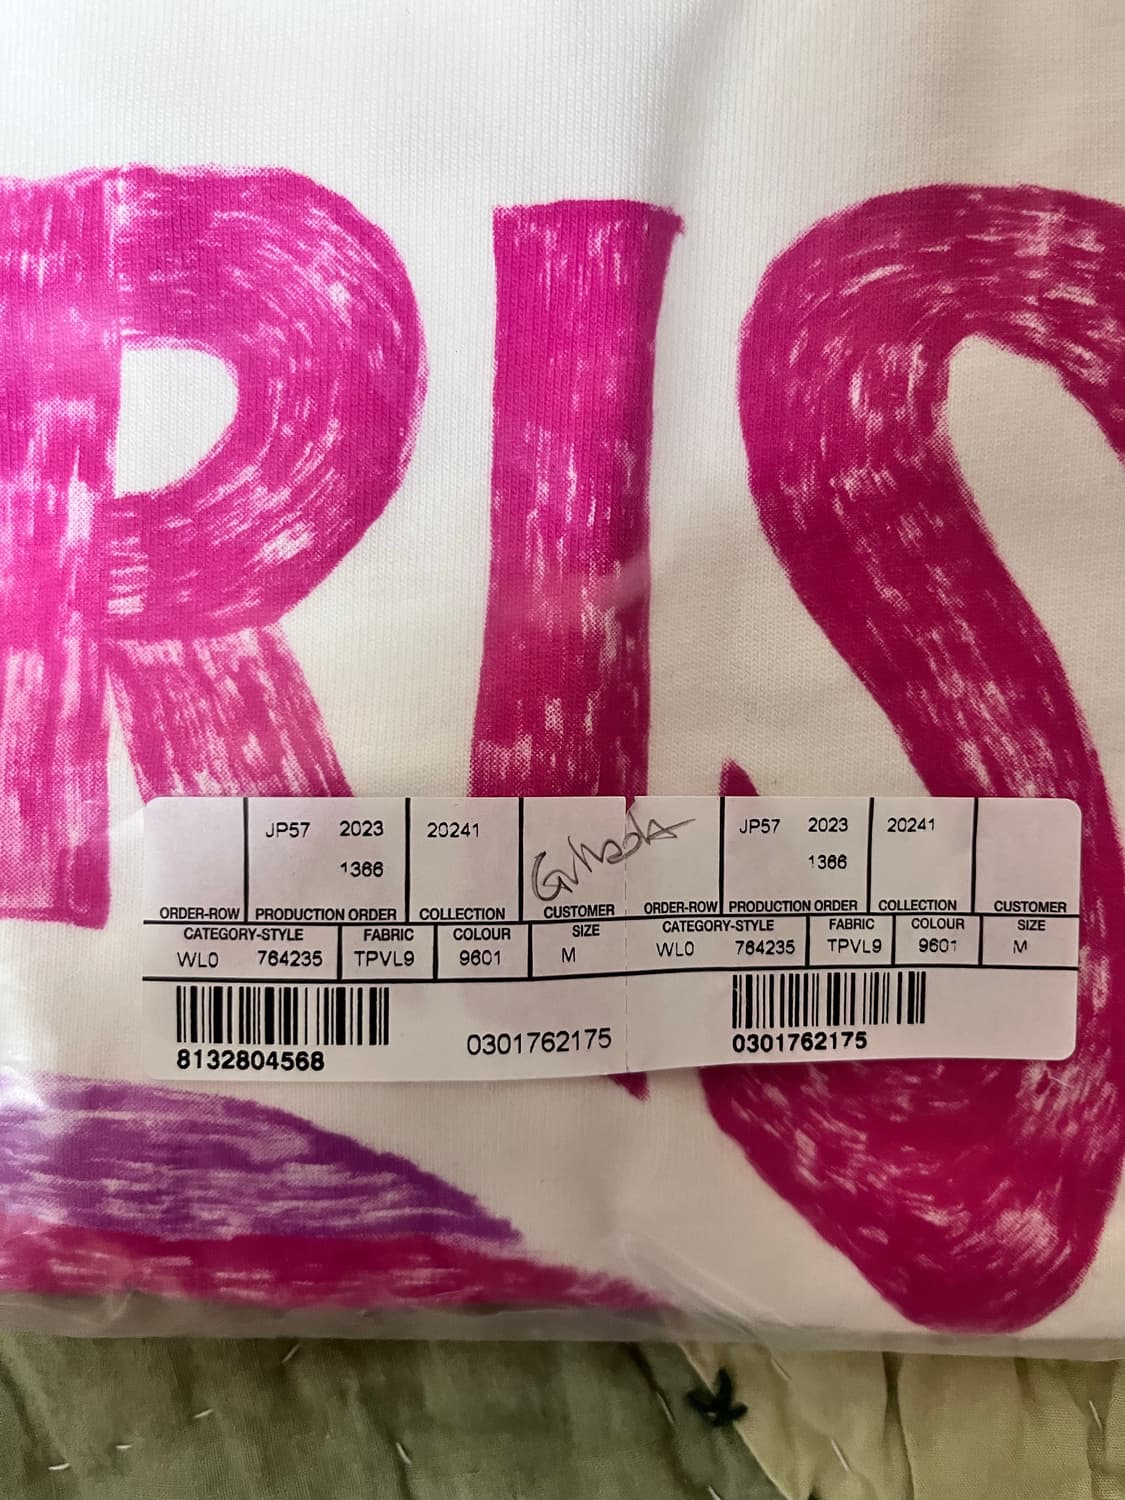 RIS
JP57 2023 20241
1366
ORDER-ROW PRODUCTION ORDER COLLECTION CUSTOMER
CATEGORY-STYLE FABRIC COLOUR SIZE
WL0 764235 TPVL9 9601 M
8132804568
0301762175
JP57 2023 20241
1366
ORDER-ROW PRODUCTION ORDER COLLECTION CUSTOMER
CATEGORY-STYLE FABRIC COLOUR SIZE
WL0 764235 TPVL9 9601 M
0301762175